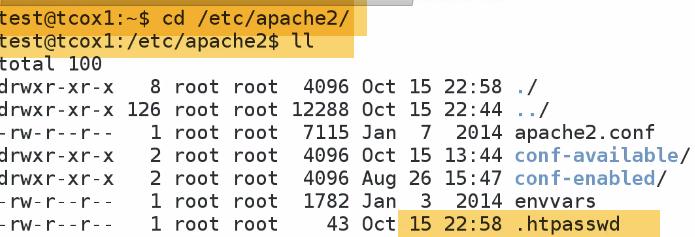 test@tcox1:~$ cd /etc/apache2/
test@tcox1:/etc/apache2$ ll
total 100
drwxr-xr-x   8 root root  4096 Oct 15 22:58 ./
drwxr-xr-x 126 root root 12288 Oct 15 22:44 ../
-rw-r--r--   1 root root  7115 Jan  7  2014 apache2.conf
drwxr-xr-x   2 root root  4096 Oct 15 13:44 conf-available/
drwxr-xr-x   2 root root  4096 Aug 26 15:47 conf-enabled/
-rw-r--r--   1 root root  1782 Jan  3  2014 envvars
-rw-r--r--   1 root root    43 Oct 15 22:58 .htpasswd